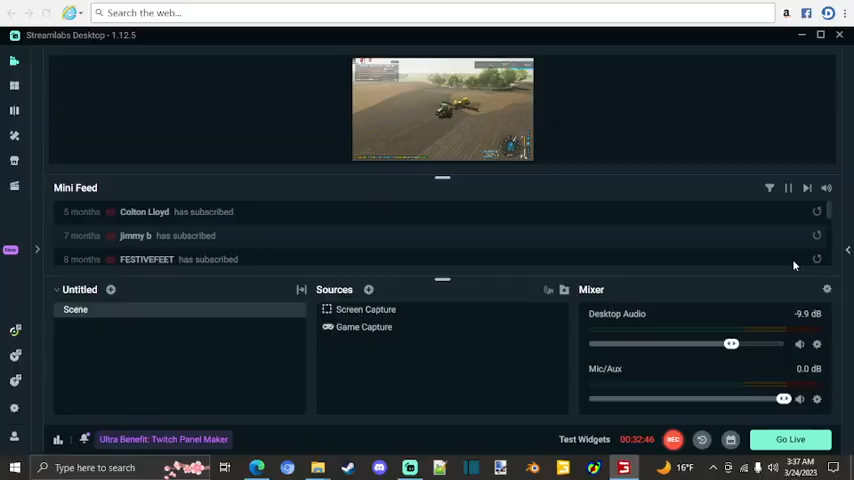 Search the web...
Streamlabs Desktop - 1.12.5
Mini Feed
5 months Colton Lloyd has subscribed
7 months jimmy b has subscribed
8 months FESTIVEFEET has subscribed
New
Untitled
Sources
Mixer
Scene
Screen Capture
Game Capture
Desktop Audio -9.9 dB
Mic/Aux 0.0 dB
Ultra Benefit: Twitch Panel Maker
Test Widgets 00:32:46 REC Go Live
Type here to search
16°F
3:37 AM
3/24/2023